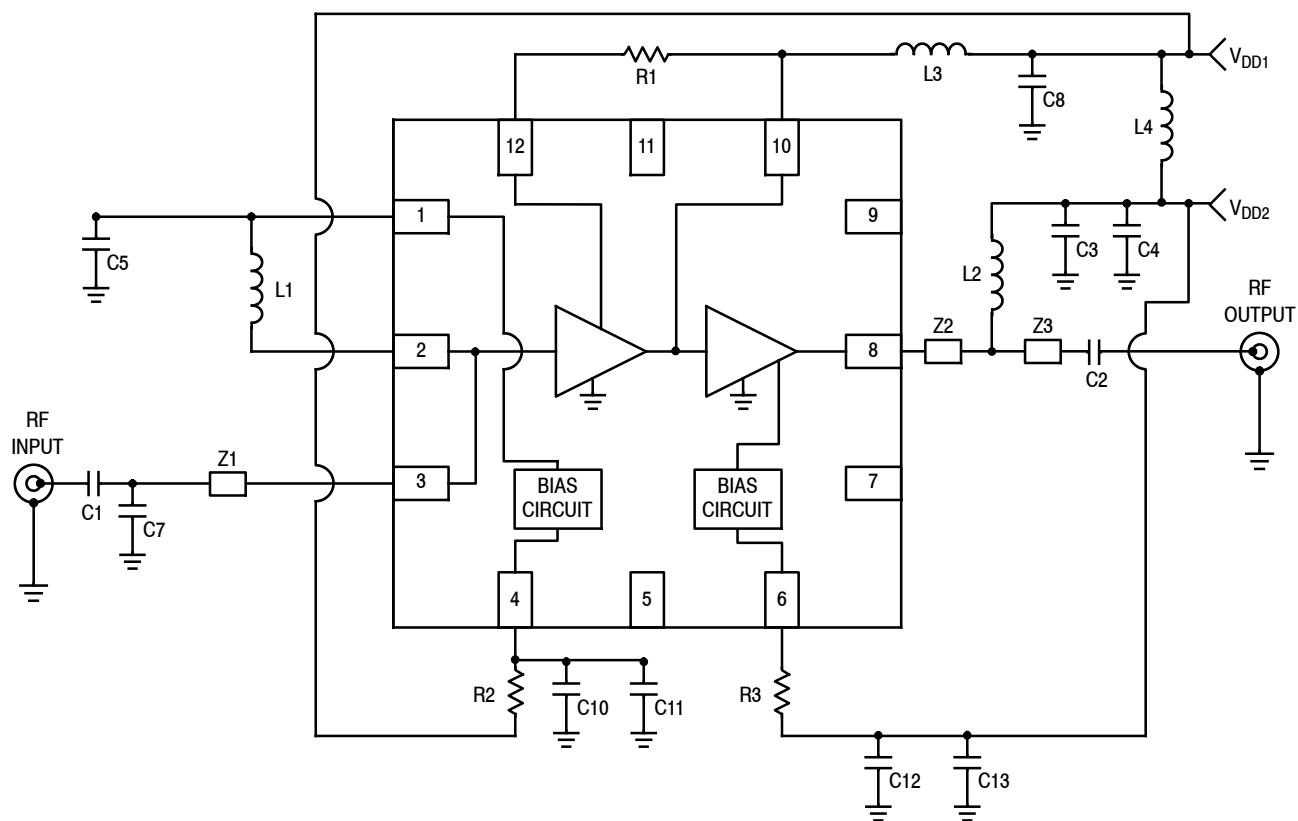 R1
L3
C8
V_DD1
L4
12
11
10
1
9
V_DD2
C5
L1
C3
C4
L2
RF
OUTPUT
2
8
Z2
Z3
C2
RF
INPUT
Z1
3
7
C1
C7
BIAS
CIRCUIT
BIAS
CIRCUIT
4
5
6
R2
C10
C11
R3
C12
C13